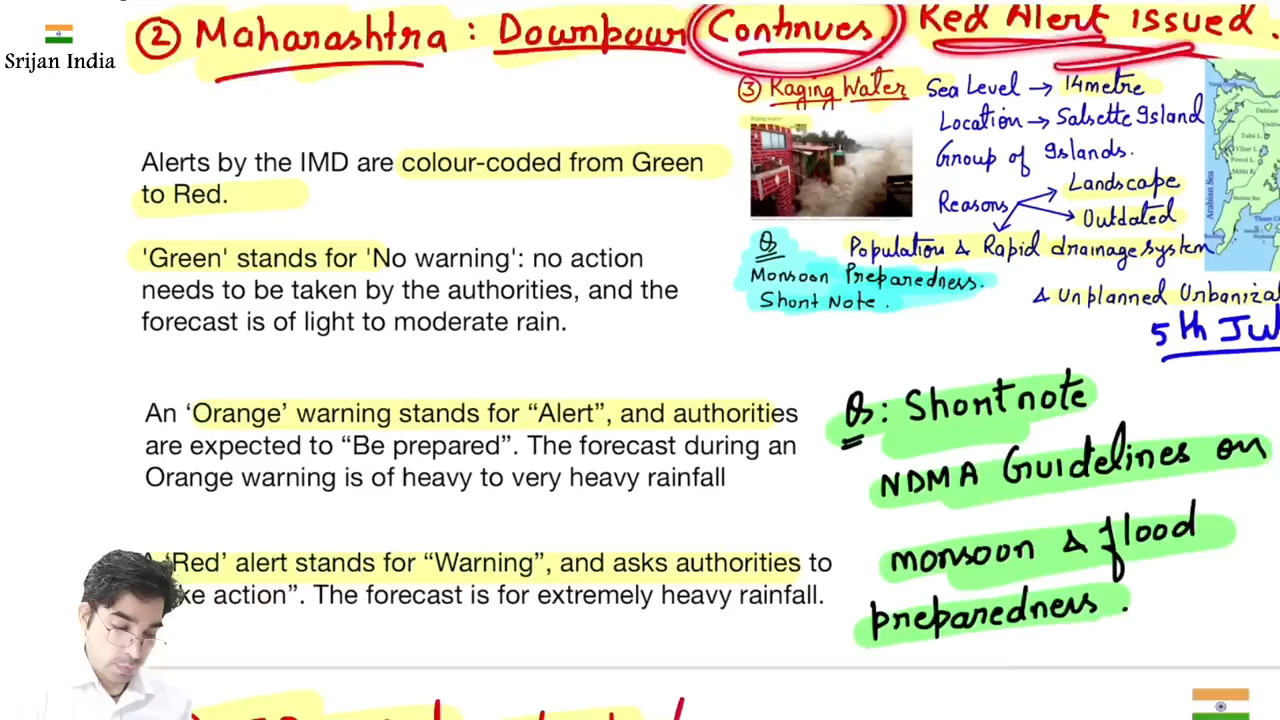 ② Maharashtra : Downpour Continues. Red Alert Issued.
Srijan India
③ Raging Water
Sea Level → 14 metre
Location → Salsette Island
Group of Islands.
Reasons
Landscape
Outdated
drainage system
Population & Rapid
& Unplanned
Q
Monsoon Preparedness.
Short Note.
5th
Arabian Sea
Alerts by the IMD are colour-coded from Green
to Red.
'Green' stands for 'No warning': no action
needs to be taken by the authorities, and the
forecast is of light to moderate rain.
An ‘Orange’ warning stands for “Alert”, and authorities
are expected to “Be prepared”. The forecast during an
Orange warning is of heavy to very heavy rainfall
‘Red’ alert stands for “Warning”, and asks authorities to
action”. The forecast is for extremely heavy rainfall.
Q : Short note
NDMA Guidelines on
monsoon & flood
preparedness.